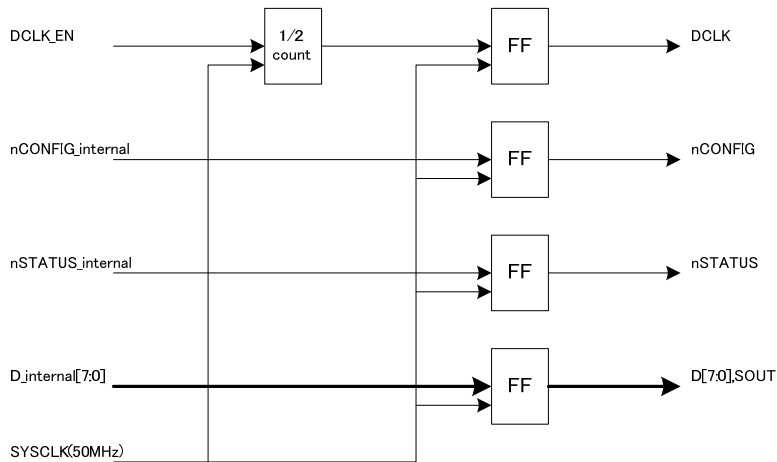 DCLK_EN
1/2
count
FF
DCLK
nCONFIG_internal
FF
nCONFIG
nSTATUS_internal
FF
nSTATUS
D_internal[7:0]
FF
D[7:0],SOUT
SYSCLK(50MHz)